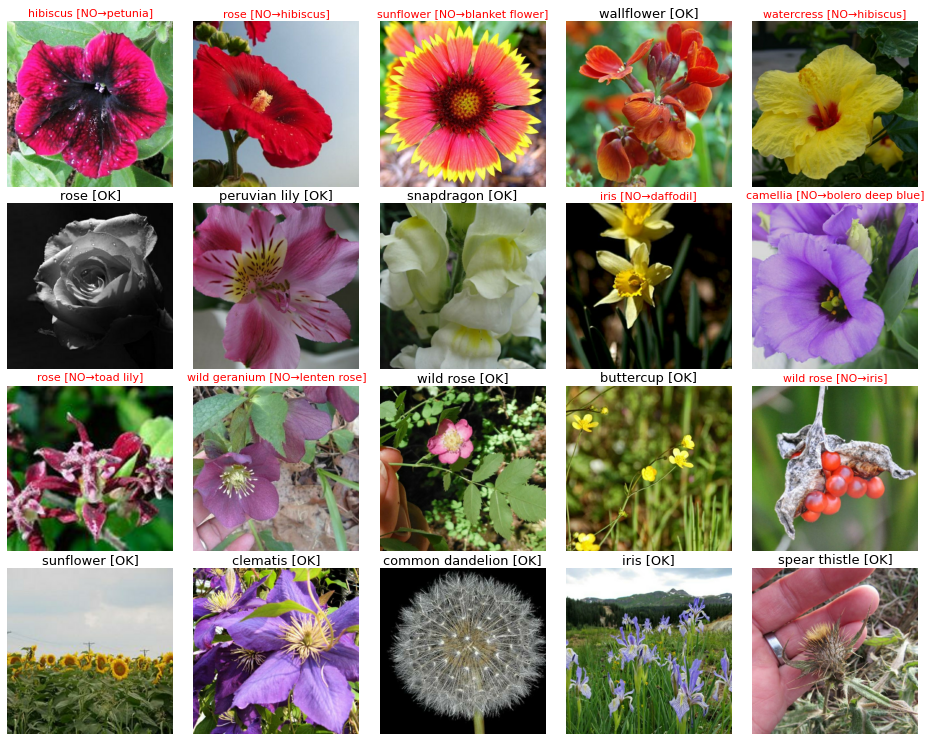 hibiscus [NO→petunia]
rose [NO→hibiscus]
sunflower [NO→blanket flower]
wallflower [OK]
watercress [NO→hibiscus]
rose [OK]
peruvian lily [OK]
snapdragon [OK]
iris [NO→daffodil]
camellia [NO→bolero deep blue]
rose [NO→toad lily]
wild geranium [NO→lenten rose]
wild rose [OK]
buttercup [OK]
wild rose [NO→iris]
sunflower [OK]
clematis [OK]
common dandelion [OK]
iris [OK]
spear thistle [OK]